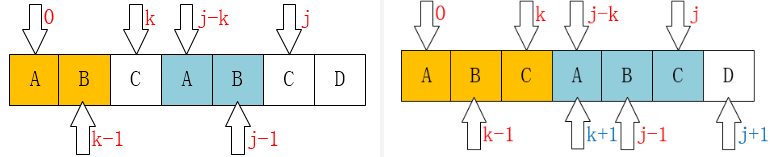 0 k j-k j
A B C A B C D
k-1 j-1
0 k j-k j
A B C A B C D
k-1 k+1 j-1 j+1